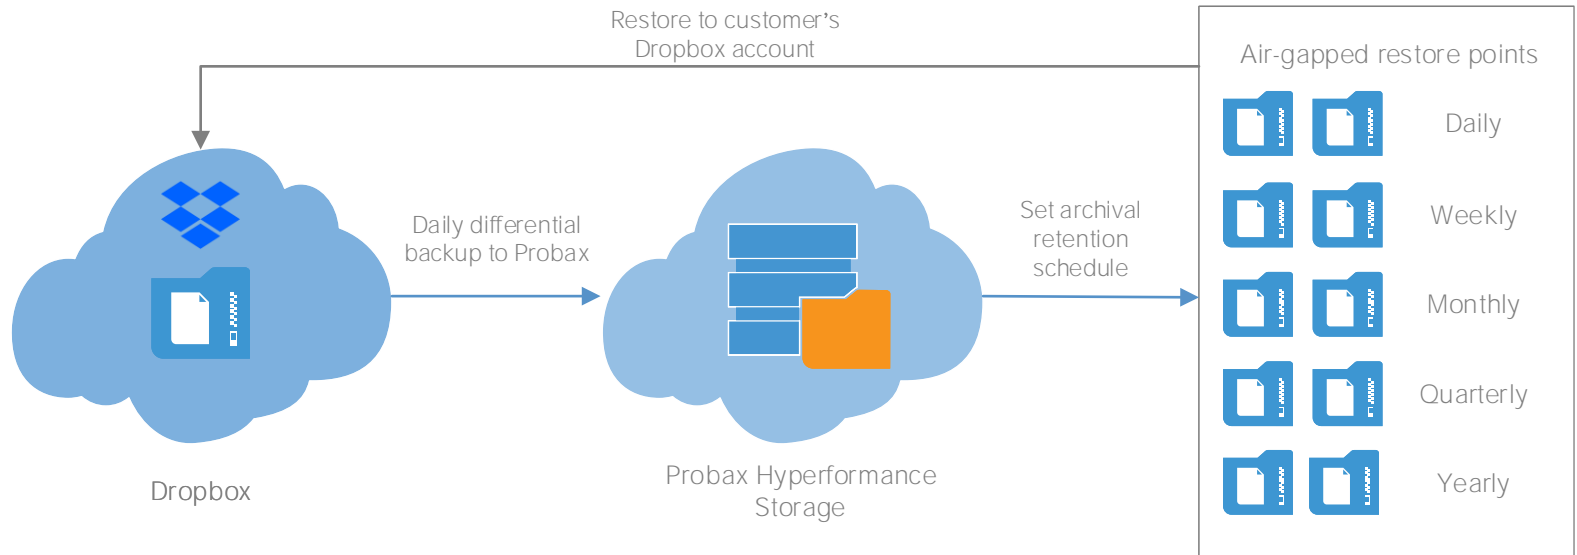 Restore to customer's
Dropbox account
Air-gapped restore points
Daily
Weekly
Monthly
Quarterly
Yearly
Daily differential
backup to Probax
Set archival
retention
schedule
Dropbox
Probax Hyperformance
Storage